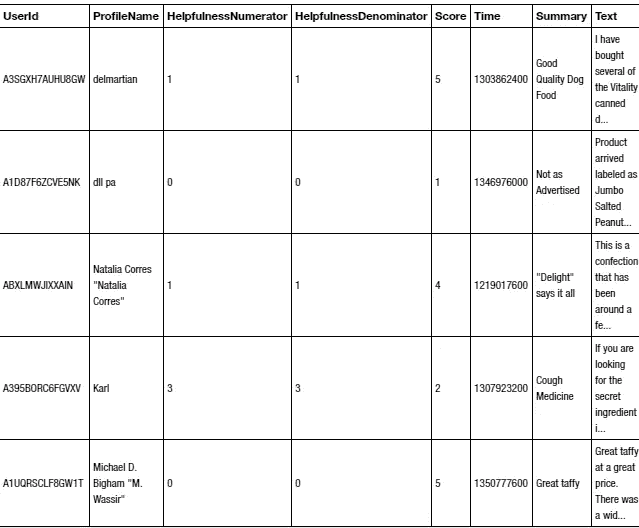 UserId ProfileName HelpfulnessNumerator HelpfulnessDenominator Score Time Summary Text
A3SGXH7AUHU8GW delmartian 1 1 5 1303862400 Good Quality Dog Food I have bought several of the Vitality canned d...
A1D87F6ZCVE5NK dll pa 0 0 1 1346976000 Not as Advertised Product arrived labeled as Jumbo Salted Peanut...
ABXLMWJIXXAIN Natalia Corres "Natalia Corres" 1 1 4 1219017600 "Delight" says it all This is a confection that has been around a fe...
A395BORC6FGVXV Karl 3 3 2 1307923200 Cough Medicine If you are looking for the secret ingredient i...
A1UQRSCLF8GW1T Michael D. Bigham "M. Wassir" 0 0 5 1350777600 Great taffy Great taffy at a great price. There was a wid...